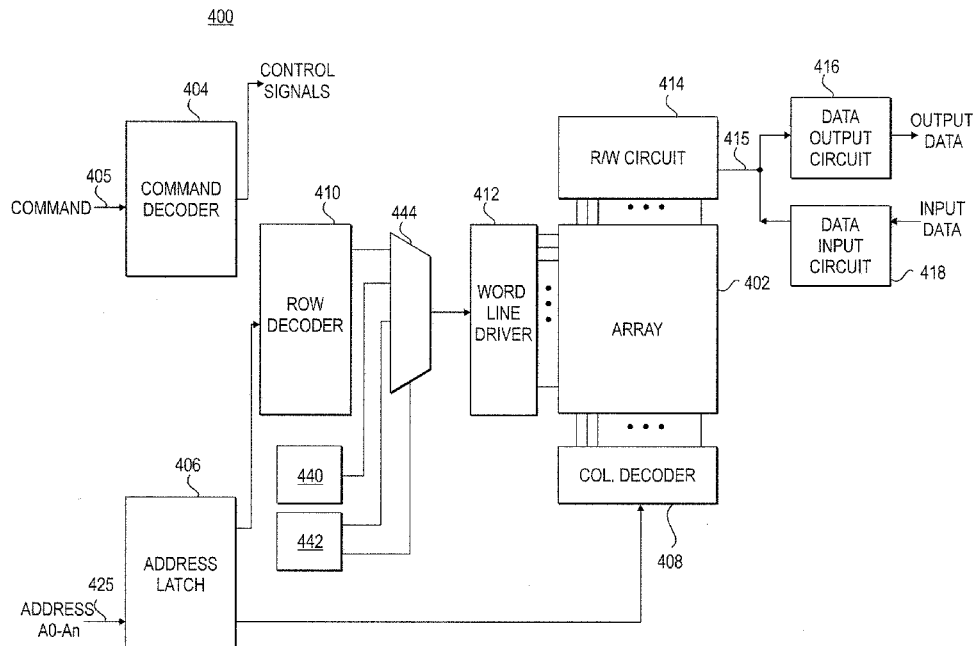 400
CONTROL
SIGNALS
404
COMMAND
DECODER
405
COMMAND
410
ROW
DECODER
444
412
WORD
LINE
DRIVER
414
R/W CIRCUIT
415
416
DATA
OUTPUT
CIRCUIT
OUTPUT
DATA
DATA
INPUT
CIRCUIT
INPUT
DATA
418
402
ARRAY
COL. DECODER
408
440
442
406
ADDRESS
LATCH
425
ADDRESS
A0-An